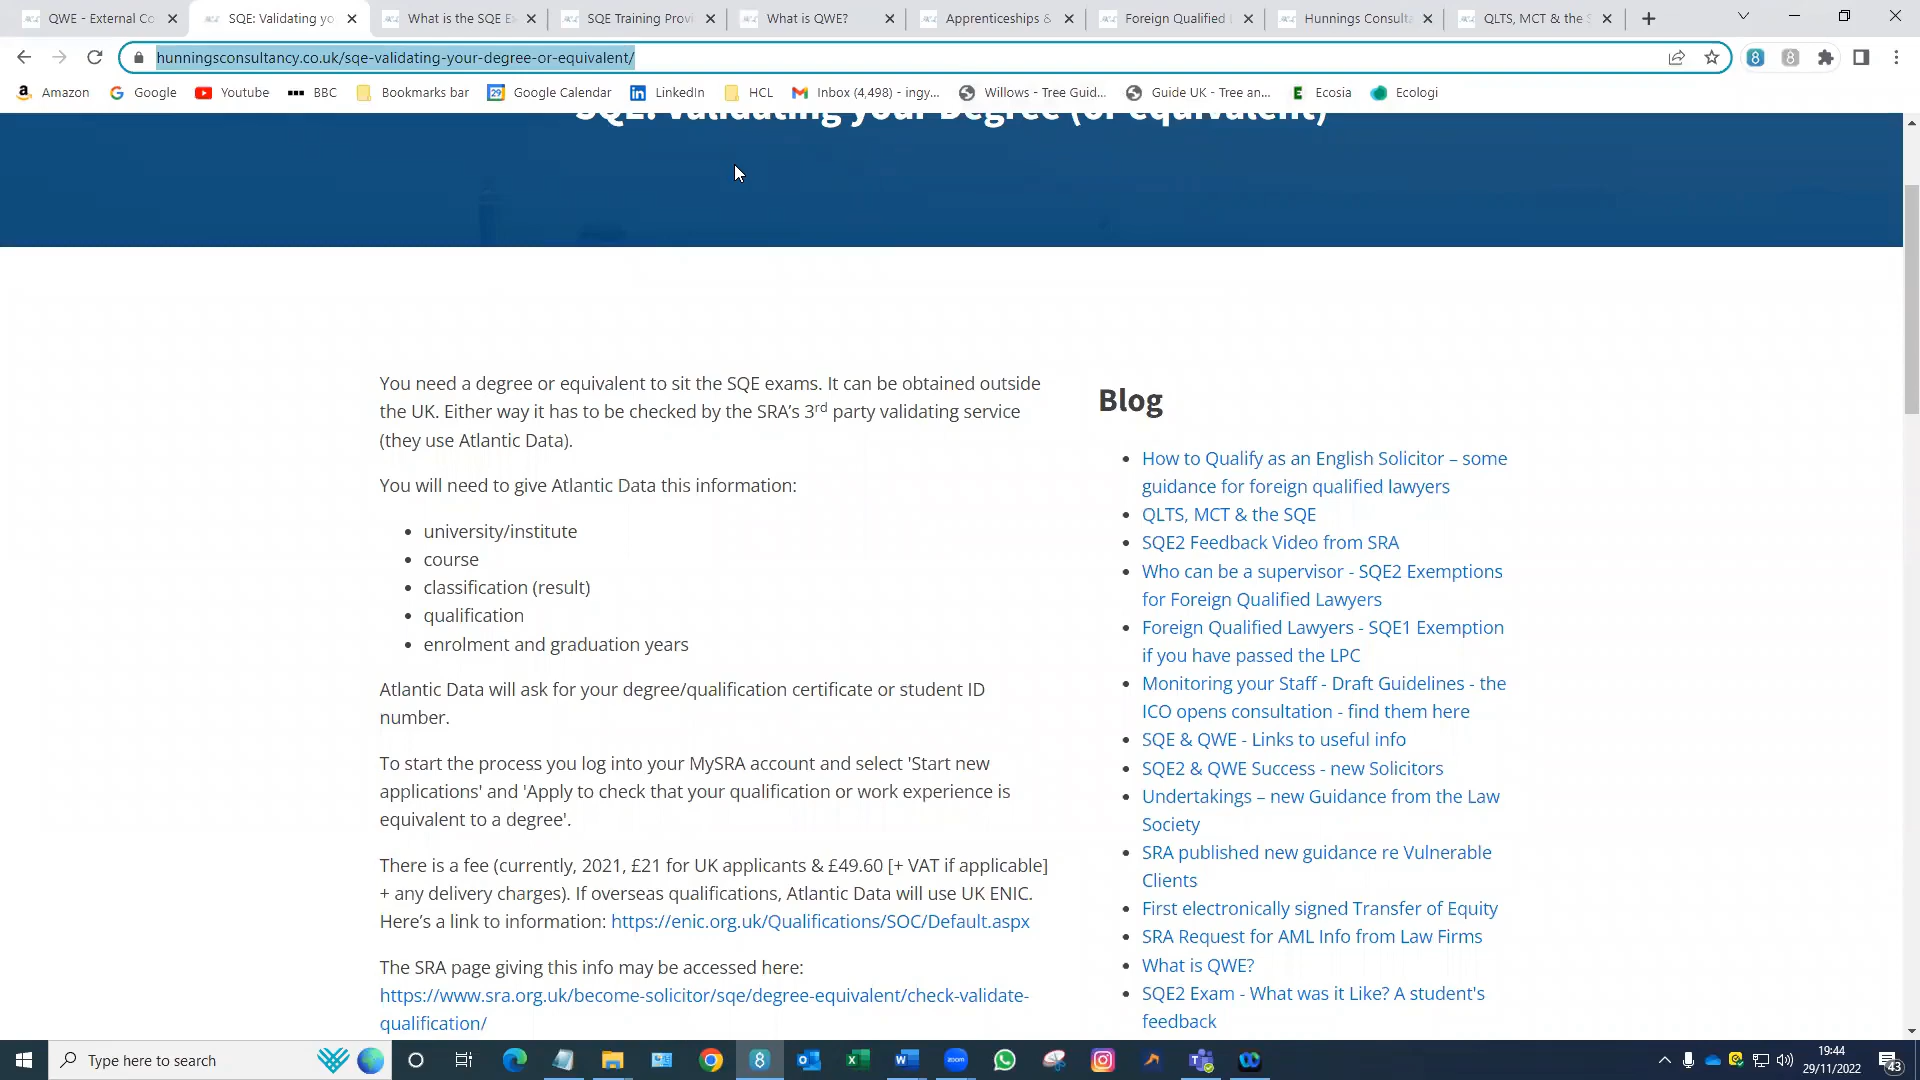 QWE - External Co
SQE: Validating yo
What is the SQE E
SQE Training Provi
What is QWE?
Apprenticeships &
Foreign Qualified
Hunnings Consulta
QLTS, MCT & the S
hunningsconsultancy.co.uk/sqe-validating-your-degree-or-equivalent/
Amazon
Google
Youtube
BBC
Bookmarks bar
Google Calendar
LinkedIn
HCL
Inbox (4,498) - ingy...
Willows - Tree Guid...
Guide UK - Tree an...
Ecosia
Ecologi
SQE: Validating your Degree (or equivalent)
You need a degree or equivalent to sit the SQE exams. It can be obtained outside
the UK. Either way it has to be checked by the SRA’s 3rd party validating service
(they use Atlantic Data).
You will need to give Atlantic Data this information:
• university/institute
• course
• classification (result)
• qualification
• enrolment and graduation years
Atlantic Data will ask for your degree/qualification certificate or student ID
number.
To start the process you log into your MySRA account and select 'Start new
applications' and 'Apply to check that your qualification or work experience is
equivalent to a degree'.
There is a fee (currently, 2021, £21 for UK applicants & £49.60 [+ VAT if applicable]
+ any delivery charges). If overseas qualifications, Atlantic Data will use UK ENIC.
Here’s a link to information: https://enic.org.uk/Qualifications/SOC/Default.aspx
The SRA page giving this info may be accessed here:
https://www.sra.org.uk/become-solicitor/sqe/degree-equivalent/check-validate-
qualification/
Blog
• How to Qualify as an English Solicitor – some
guidance for foreign qualified lawyers
• QLTS, MCT & the SQE
• SQE2 Feedback Video from SRA
• Who can be a supervisor - SQE2 Exemptions
for Foreign Qualified Lawyers
• Foreign Qualified Lawyers - SQE1 Exemption
if you have passed the LPC
• Monitoring your Staff - Draft Guidelines - the
ICO opens consultation - find them here
• SQE & QWE - Links to useful info
• SQE2 & QWE Success - new Solicitors
• Undertakings – new Guidance from the Law
Society
• SRA published new guidance re Vulnerable
Clients
• First electronically signed Transfer of Equity
• SRA Request for AML Info from Law Firms
• What is QWE?
• SQE2 Exam - What was it Like? A student's
feedback
Type here to search
19:44
29/11/2022
43